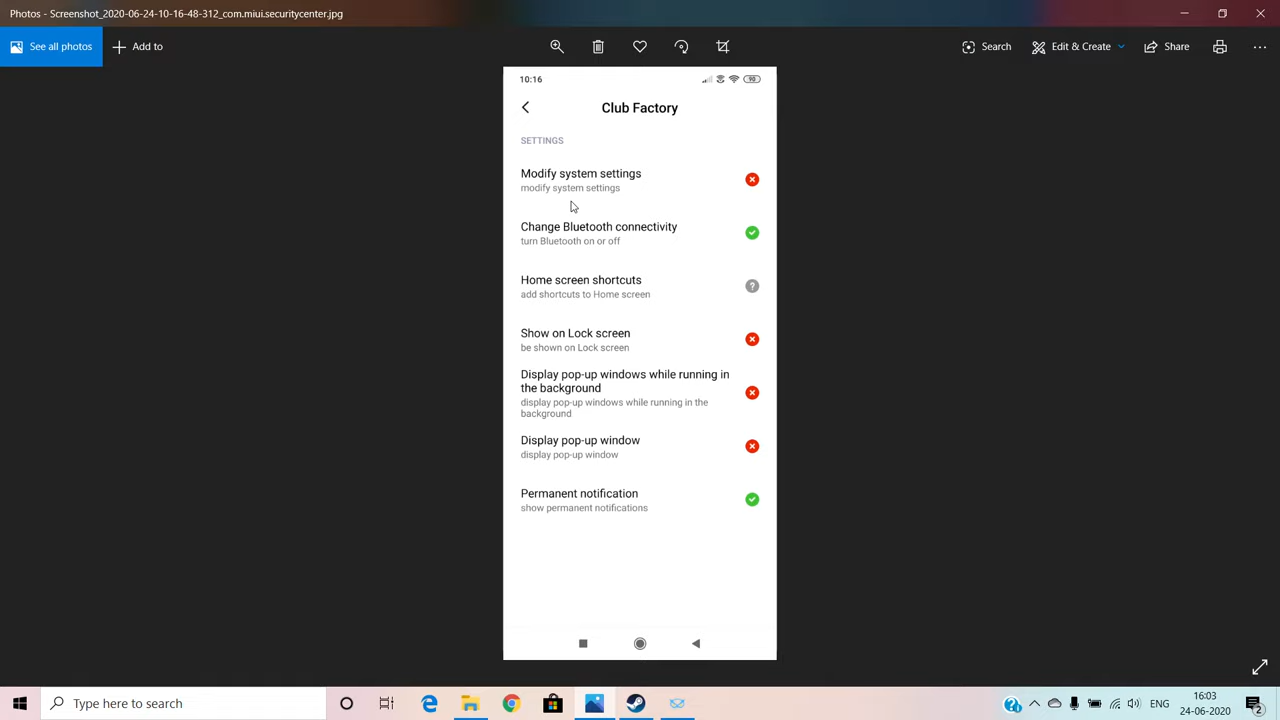 Photos - Screenshot_2020-06-24-10-16-48-312_com.miui.securitycenter.jpg
See all photos
Add to
Search
Edit & Create
Share
10:16
90
Club Factory
SETTINGS
Modify system settings
modify system settings
Change Bluetooth connectivity
turn Bluetooth on or off
Home screen shortcuts
add shortcuts to Home screen
Show on Lock screen
be shown on Lock screen
Display pop-up windows while running in
the background
display pop-up windows while running in the
background
Display pop-up window
display pop-up window
Permanent notification
show permanent notifications
Type here to search
ENG
16:03
24-06-2020
2